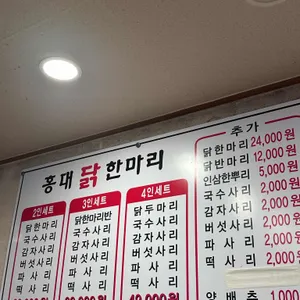 홍대 닭 한마리
2인세트
닭한마리
국수사리
감자사리
버섯사리
파 사 리
떡 사 리
3인세트
닭한마리반
국수사리
감자사리
버섯사리
파 사 리
떡 사 리
4인세트
닭두마리
국수사리
감자사리
버섯사리
파 사 리
떡 사 리
추 가
닭한마리 24,000원
닭반마리 12,000원
인삼한뿌리 5,000원
국수사리 2,000원
감자사리 2,000원
버섯사리 2,000원
파 사 리 2,000원
떡 사 리 2,000원